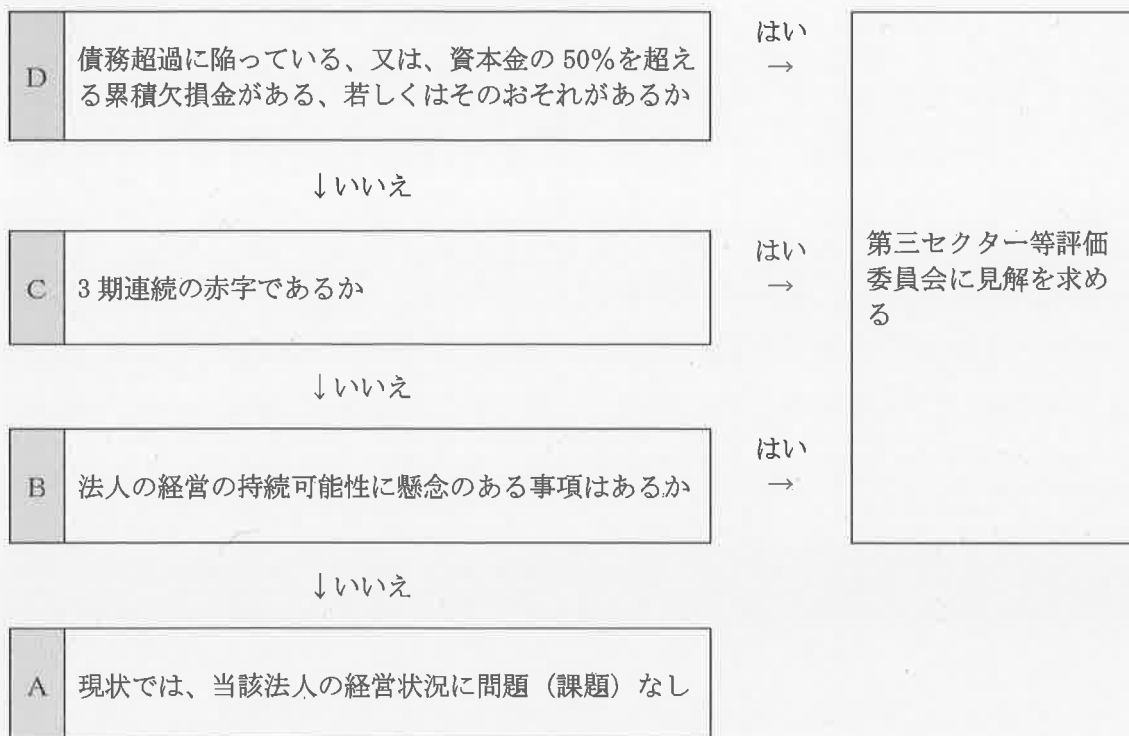 D
債務超過に陥っている、又は、資本金の50%を超え
る累積欠損金がある、若しくはそのおそれがあるか
はい
→
↓いいえ
C
3期連続の赤字であるか
はい
→
第三セクター等評価
委員会に見解を求め
る
↓いいえ
B
法人の経営の持続可能性に懸念のある事項はあるか
はい
→
↓いいえ
A
現状では、当該法人の経営状況に問題(課題)なし